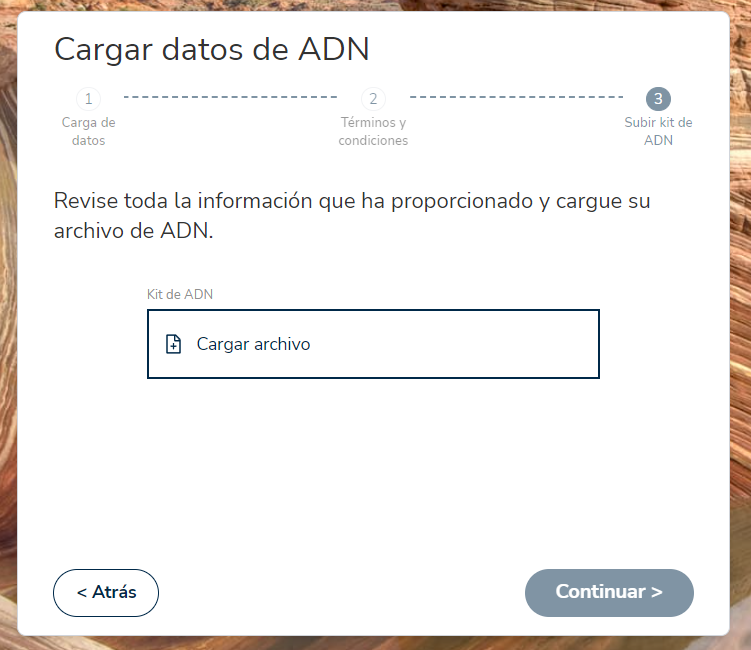 Cargar datos de ADN
1
2
3
Carga de
datos
Términos y
condiciones
Subir kit de
ADN
Revise toda la información que ha proporcionado y cargue su
archivo de ADN.
Kit de ADN
Cargar archivo
< Atrás
Continuar >